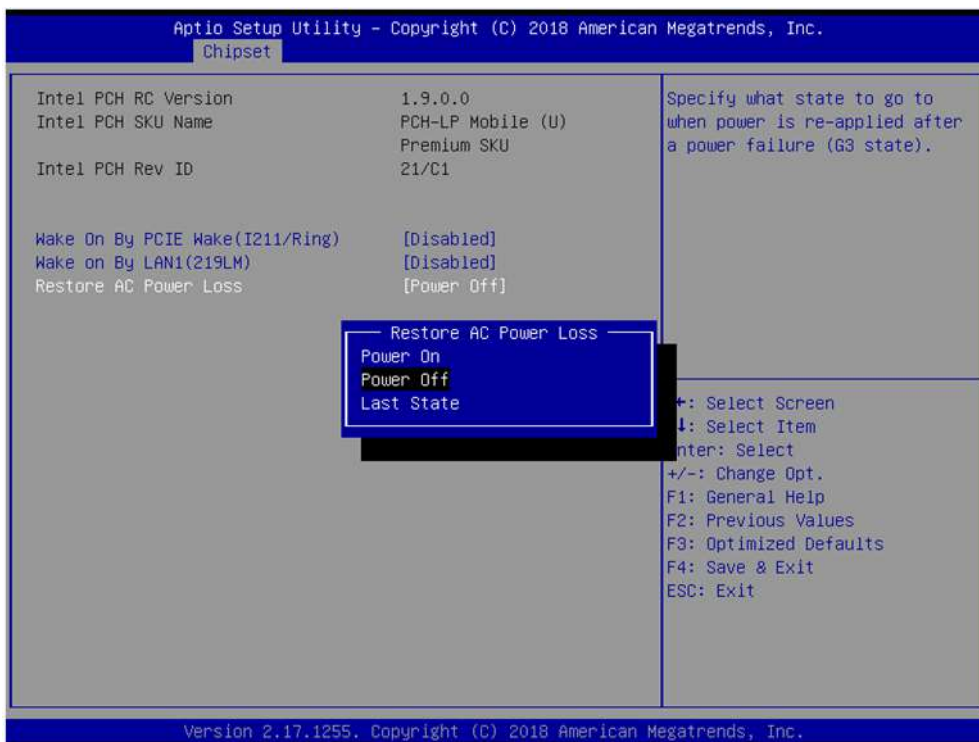 Aptio Setup Utility - Copyright (C) 2018 American Megatrends, Inc.
Chipset
Intel PCH RC Version 1.9.0.0
Intel PCH SKU Name PCH-LP Mobile (U)
Premium SKU
Intel PCH Rev ID 21/C1
Wake On By PCIE Wake(I211/Ring) [Disabled]
Wake on By LAN1(219LM) [Disabled]
Restore AC Power Loss [Power Off]
Restore AC Power Loss
Power On
Power Off
Last State
Specify what state to go to
when power is re-applied after
a power failure (G3 state).
: Select Screen
: Select Item
nter: Select
+/-: Change Opt.
F1: General Help
F2: Previous Values
F3: Optimized Defaults
F4: Save & Exit
ESC: Exit
Version 2.17.1255. Copyright (C) 2018 American Megatrends, Inc.